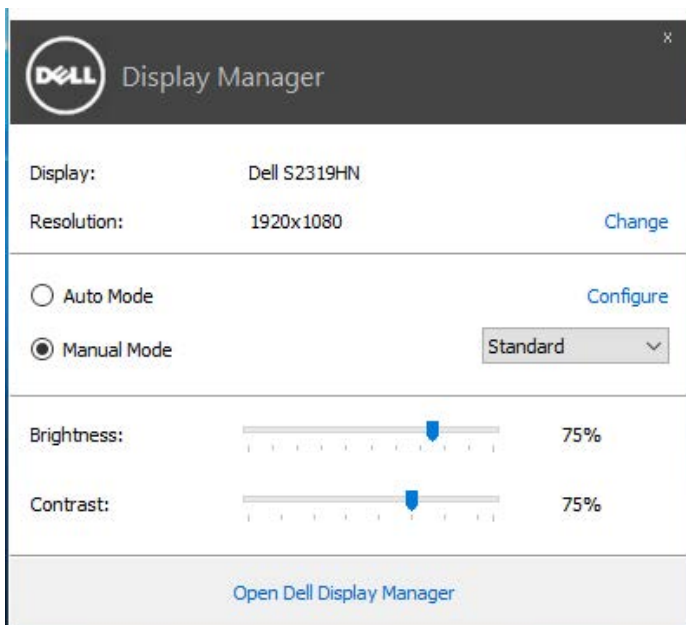 x
DELL Display Manager
Display: Dell S2319HN
Resolution: 1920x1080 Change
Auto Mode Configure
Manual Mode Standard
Brightness: 75%
Contrast: 75%
Open Dell Display Manager